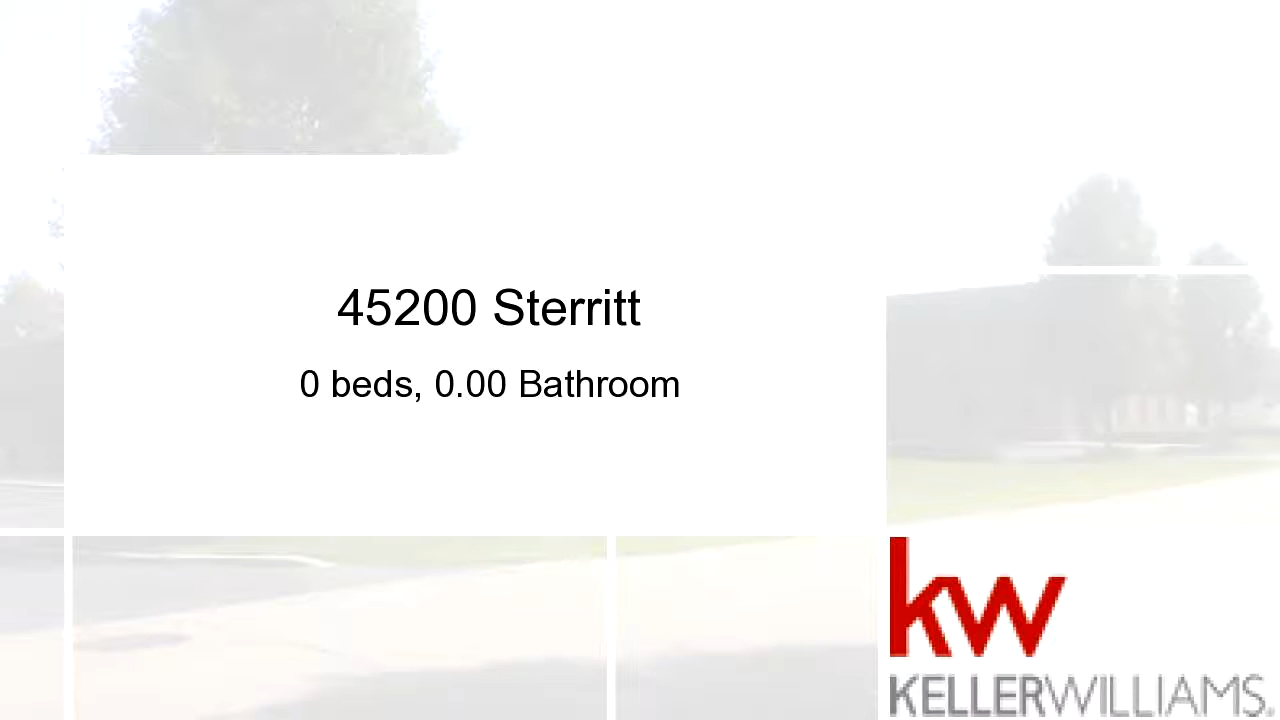 45200 Sterritt
0 beds, 0.00 Bathroom
kw
KELLERWILLIAMS.